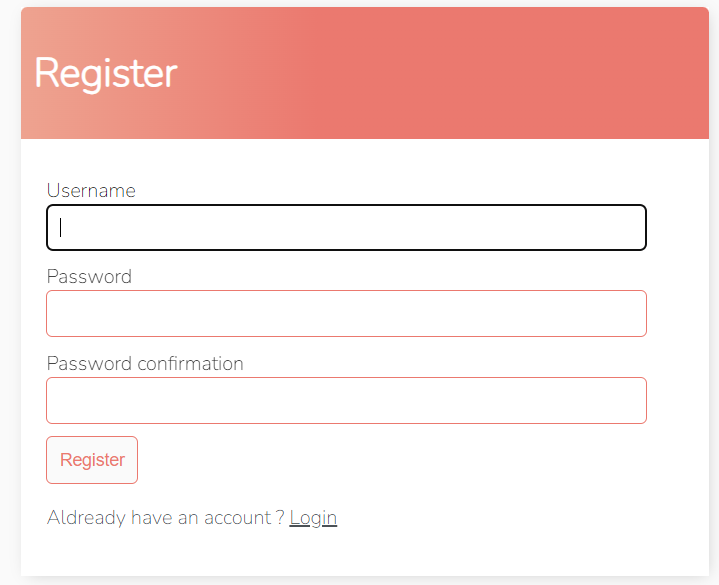 Register
Username
Password
Password confirmation
Register
Aldready have an account ? Login